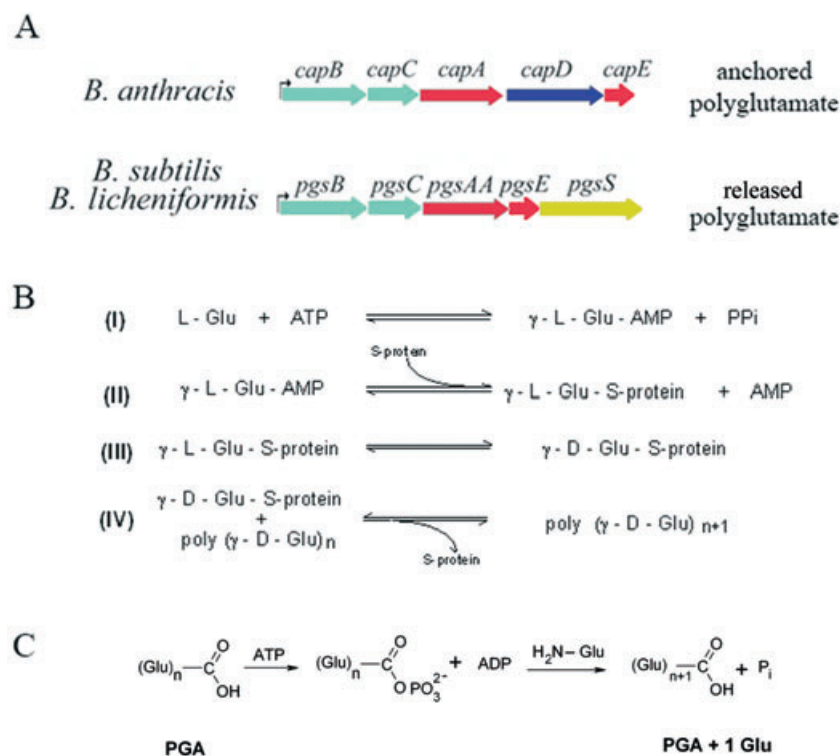 A
capB capC capA capD capE
B. anthracis
anchored
polyglutamate
B. subtilis
B. licheniformis
pgsB pgsC pgsAA pgsE pgsS
released
polyglutamate
B
(I) L - Glu + ATP γ - L - Glu - AMP + PPi
S-protein
(II) γ - L - Glu - AMP γ - L - Glu - S-protein + AMP
(III) γ - L - Glu - S-protein γ - D - Glu - S-protein
γ - D - Glu - S-protein
(IV) + poly (γ - D - Glu) n+1
poly (γ - D - Glu)n
S-protein
C
(Glu)n C O OH ATP (Glu)n C O O PO3 2- + ADP H2N – Glu (Glu)n+1 C O OH + Pi
PGA PGA + 1 Glu